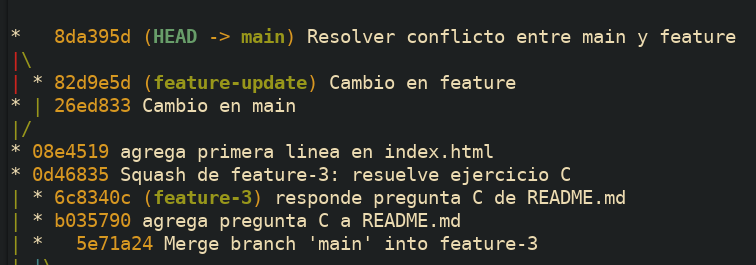 *   8da395d (HEAD -> main) Resolver conflicto entre main y feature
|\
| * 82d9e5d (feature-update) Cambio en feature
* | 26ed833 Cambio en main
|/
* 08e4519 agrega primera linea en index.html
* 0d46835 Squash de feature-3: resuelve ejercicio C
| * 6c8340c (feature-3) responde pregunta C de README.md
| * b035790 agrega pregunta C a README.md
| *   5e71a24 Merge branch 'main' into feature-3
| |\